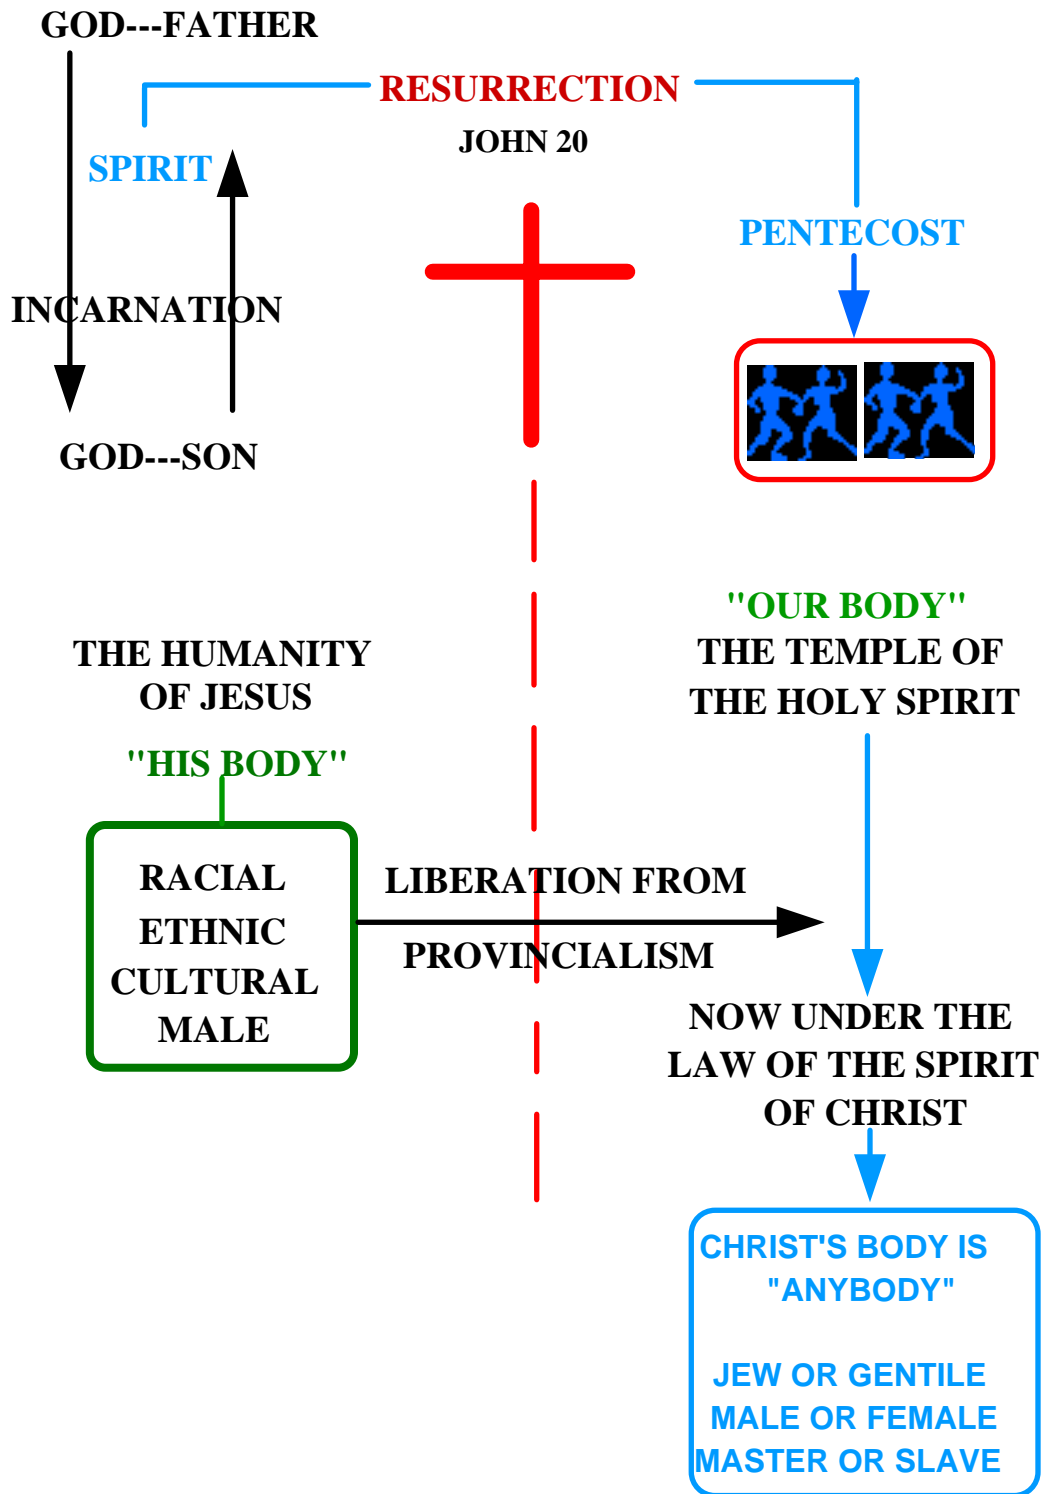 GOD---FATHER
RESURRECTION
JOHN 20
SPIRIT
PENTECOST
INCARNATION
GOD---SON
THE HUMANITY
OF JESUS
"HIS BODY"
RACIAL
ETHNIC
CULTURAL
MALE
LIBERATION FROM
PROVINCIALISM
"OUR BODY"
THE TEMPLE OF
THE HOLY SPIRIT
NOW UNDER THE
LAW OF THE SPIRIT
OF CHRIST
CHRIST'S BODY IS
"ANYBODY"
JEW OR GENTILE
MALE OR FEMALE
MASTER OR SLAVE